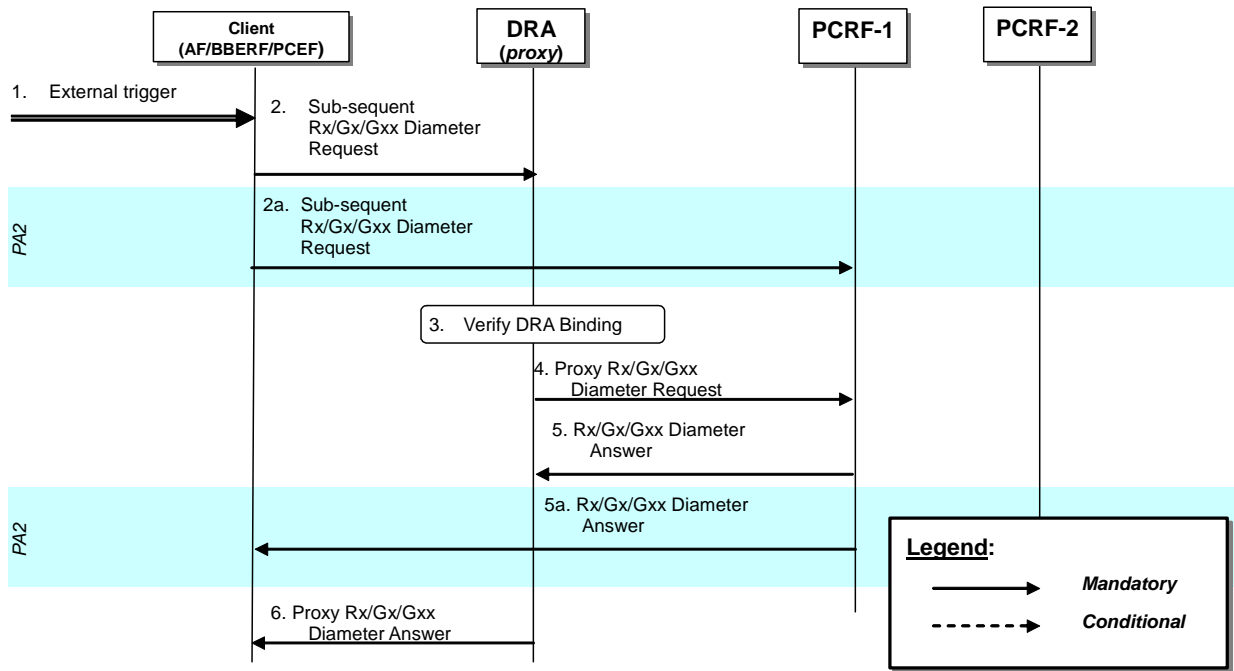 Client
(AF/BBERF/PCEF)
DRA
(proxy)
PCRF-1
PCRF-2
1. External trigger
2. Sub-sequent
Rx/Gx/Gxx Diameter
Request
PA2
2a. Sub-sequent
Rx/Gx/Gxx Diameter
Request
3. Verify DRA Binding
4. Proxy Rx/Gx/Gxx
Diameter Request
5. Rx/Gx/Gxx Diameter
Answer
PA2
5a. Rx/Gx/Gxx Diameter
Answer
6. Proxy Rx/Gx/Gxx
Diameter Answer
Legend:
Mandatory
Conditional